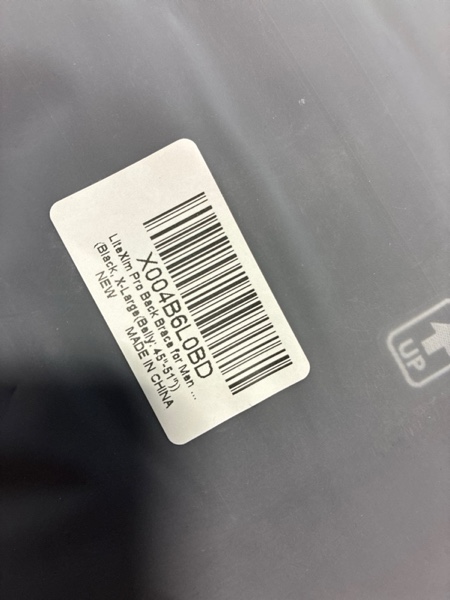 X004B6L0BD
LiteXim Pro Back Brace for Men ...
(Black, X-Large(Belly: 45"-51"))
NEW MADE IN CHINA
UP